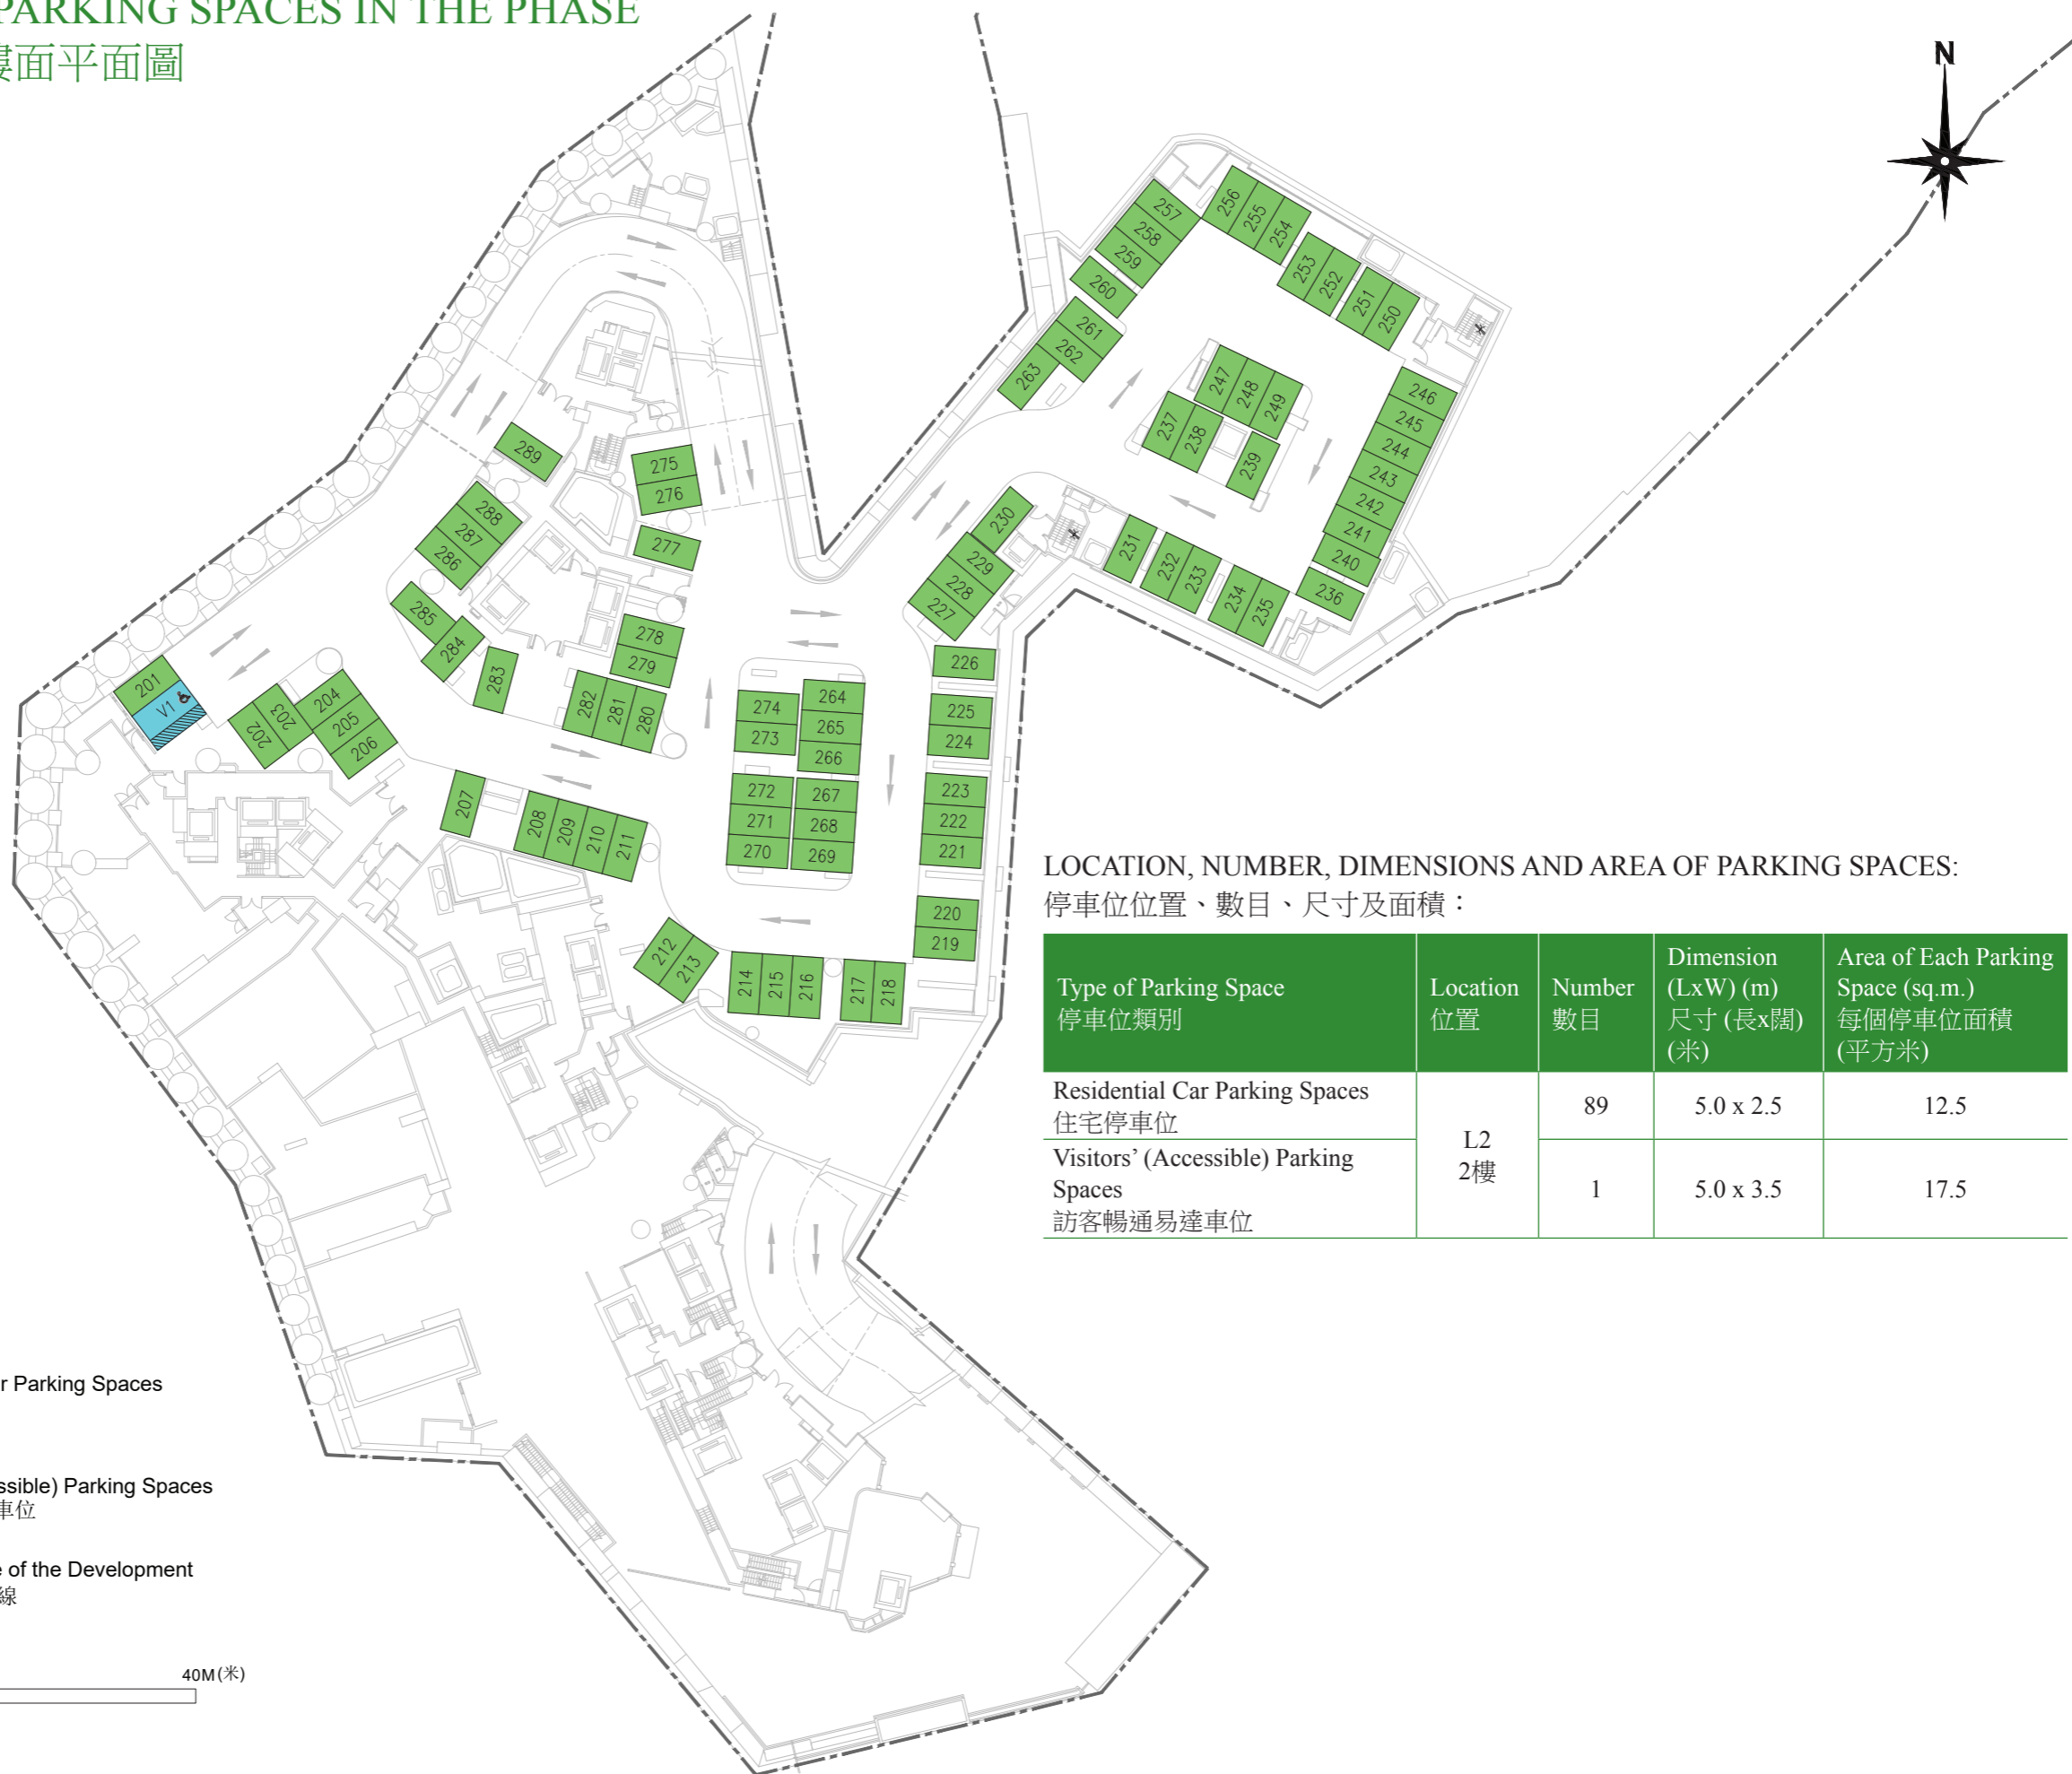 PARKING SPACES IN THE PHASE
樓面平面圖
N
256
255
254
257
258
259
260
253
252
251
250
261
262
263
247
248
249
237
238
239
246
245
244
243
242
241
240
236
289
275
276
277
288
287
286
285
284
283
278
279
282
281
280
230
229
228
227
231
232
233
234
235
226
225
224
223
222
221
220
219
201
V1
202
203
204
205
206
207
208
209
210
211
274
273
264
265
266
272
271
270
267
268
269
212
213
214
215
216
217
218
LOCATION, NUMBER, DIMENSIONS AND AREA OF PARKING SPACES:
停車位位置、數目、尺寸及面積：
Type of Parking Space
停車位類別
Location
位置
Number
數目
Dimension
(LxW) (m)
尺寸 (長x闊)
(米)
Area of Each Parking
Space (sq.m.)
每個停車位面積
(平方米)
Residential Car Parking Spaces
住宅停車位
L2
2樓
89
5.0 x 2.5
12.5
Visitors’ (Accessible) Parking
Spaces
訪客暢通易達車位
1
5.0 x 3.5
17.5
r Parking Spaces
ssible) Parking Spaces
車位
e of the Development
線
40M(米)